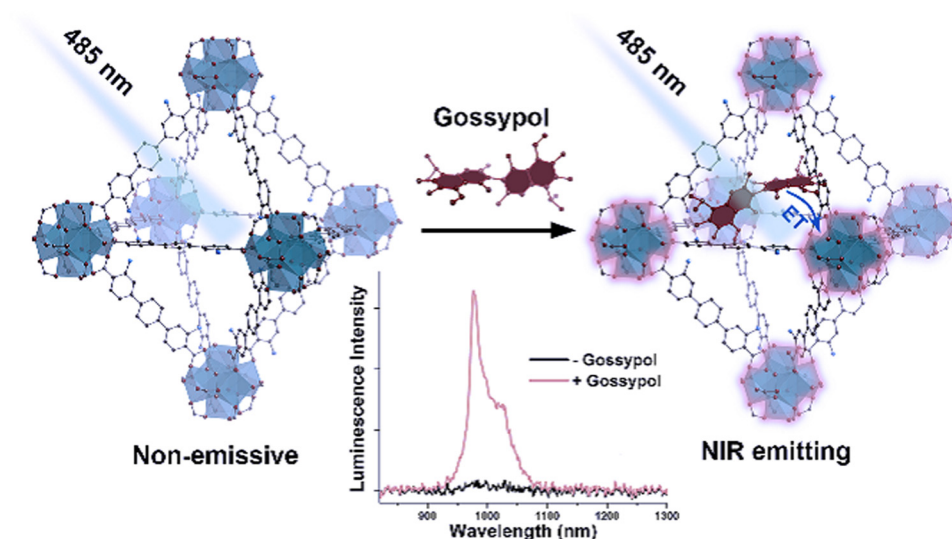 485 nm
Gossypol
485 nm
ET
Non-emissive
NIR emitting
Luminescence Intensity
- Gossypol
+ Gossypol
900 1000 1100 1200 1300
Wavelength (nm)